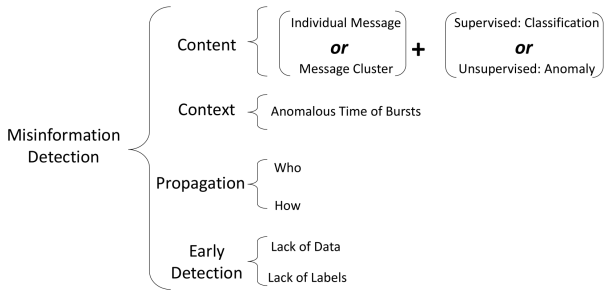 Misinformation
Detection
Content
Individual Message
or
Message Cluster
+
Supervised: Classification
or
Unsupervised: Anomaly
Context
Anomalous Time of Bursts
Propagation
Who
How
Early
Detection
Lack of Data
Lack of Labels